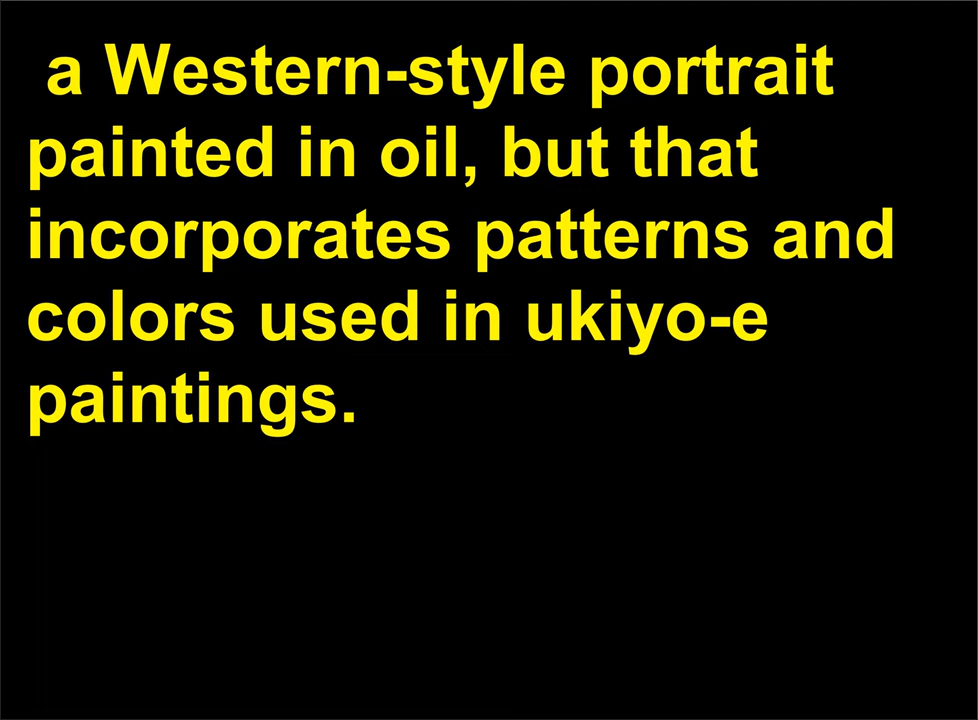 a Western-style portrait
painted in oil, but that
incorporates patterns and
colors used in ukiyo-e
paintings.